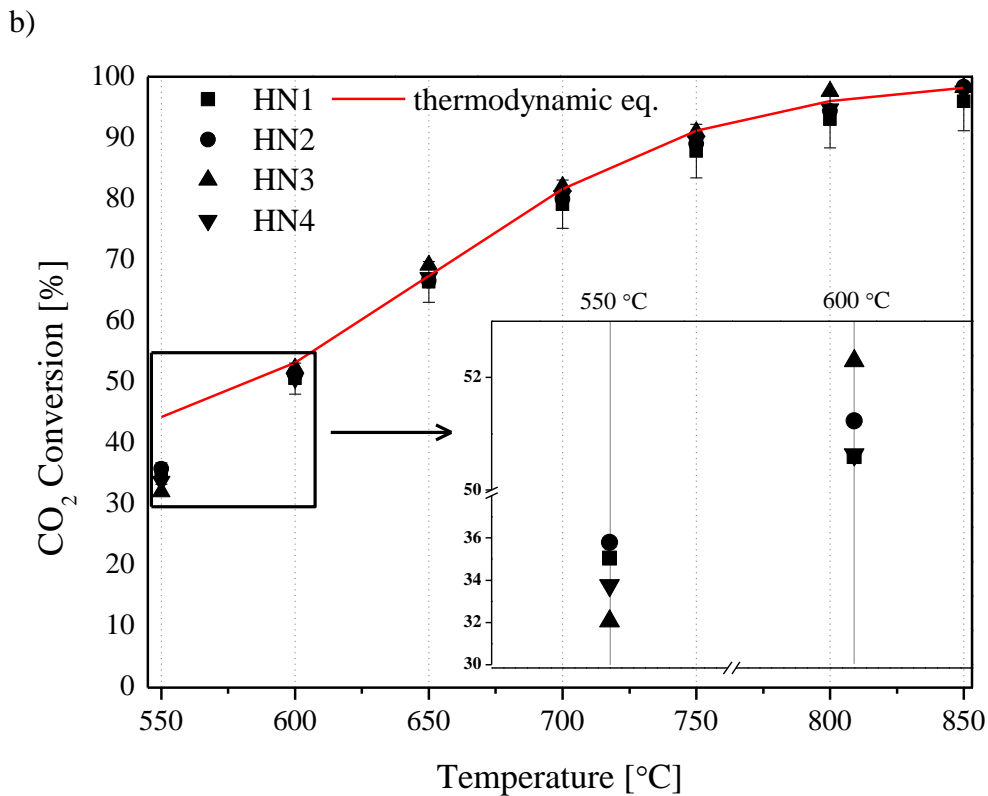 b)
100
90
80
70
60
50
40
30
20
10
0
CO2 Conversion [%]
HN1 thermodynamic eq.
HN2
HN3
HN4
550 °C 600 °C
52
50
36
34
32
30
550 600 650 700 750 800 850
Temperature [°C]